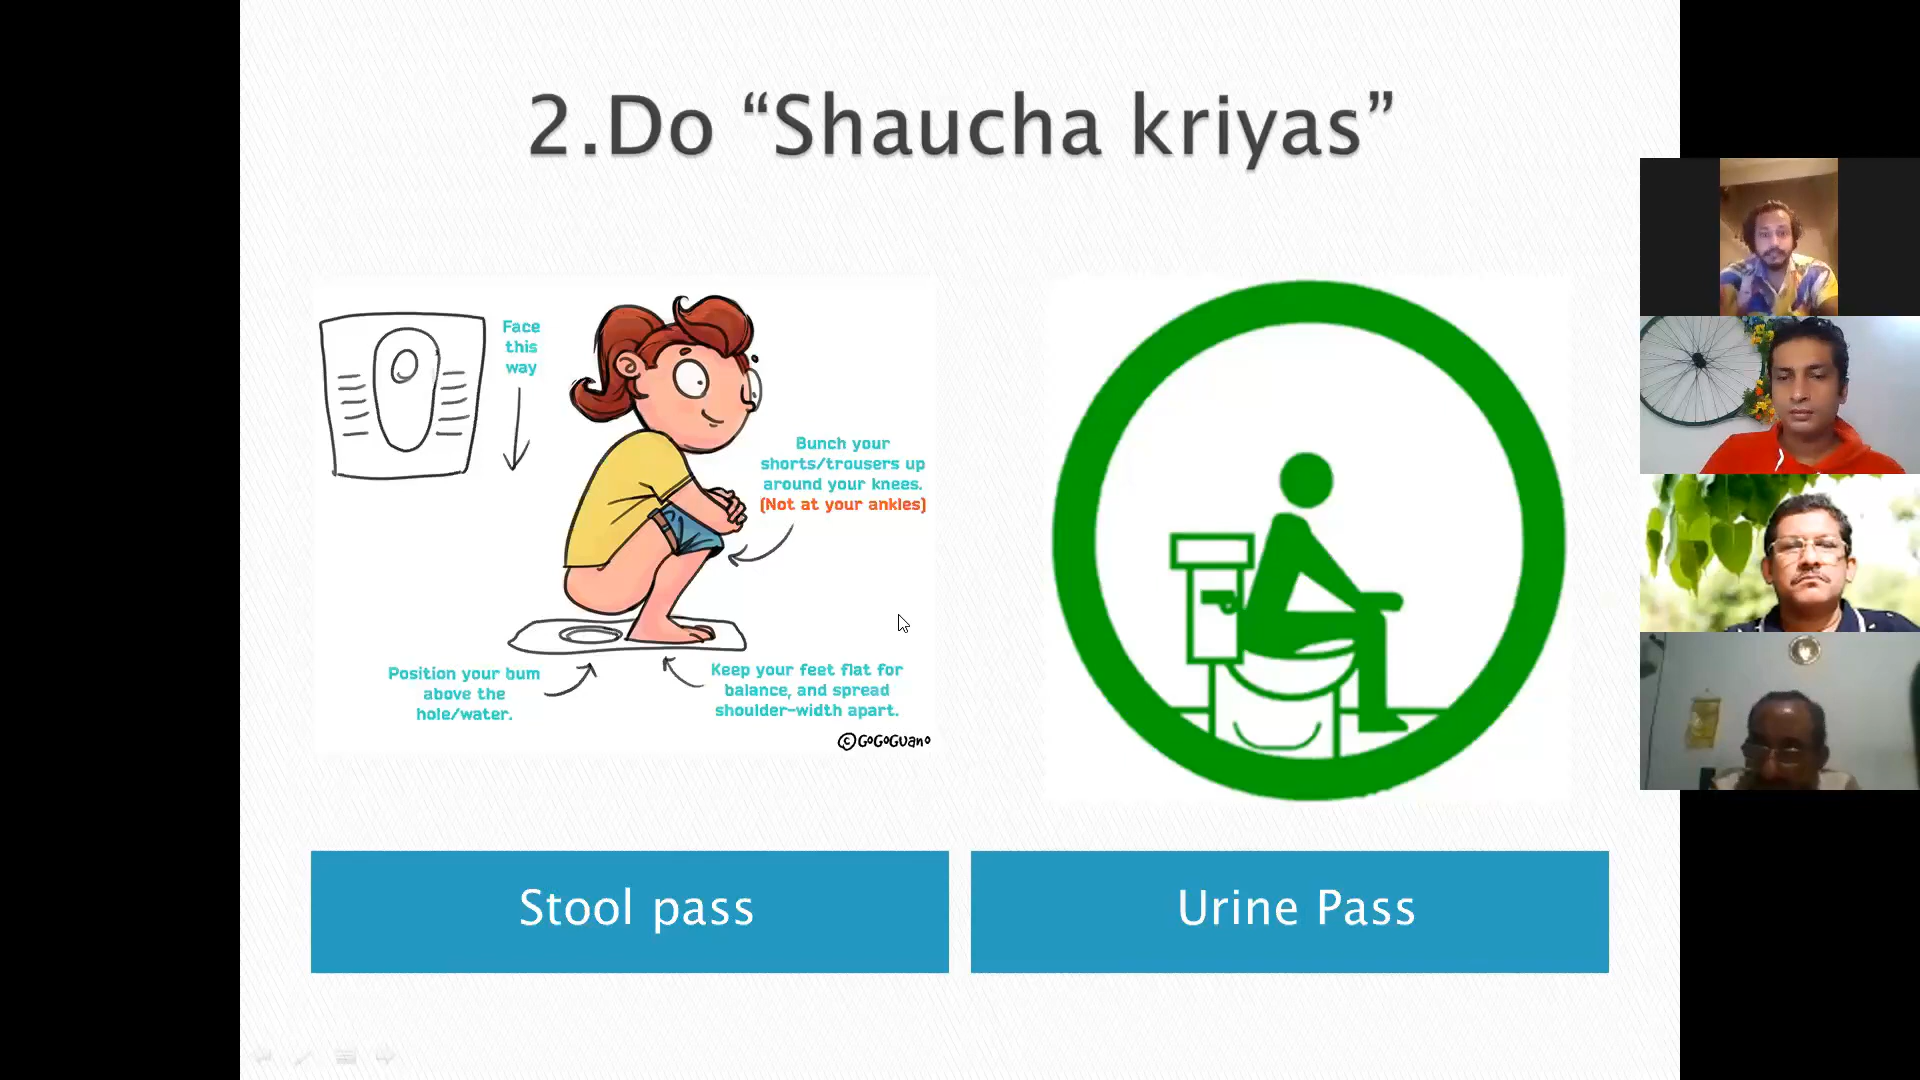 2.Do “Shaucha kriyas”
Face
this
way
Bunch your
shorts/trousers up
around your knees.
(Not at your ankles)
Position your bum
above the
hole/water.
Keep your feet flat for
balance, and spread
shoulder-width apart.
©GoGoGuano
Stool pass
Urine Pass